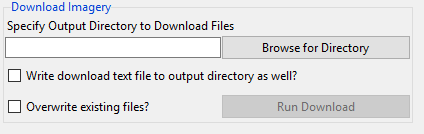 Download Imagery
Specify Output Directory to Download Files
Browse for Directory
Write download text file to output directory as well?
Overwrite existing files?
Run Download